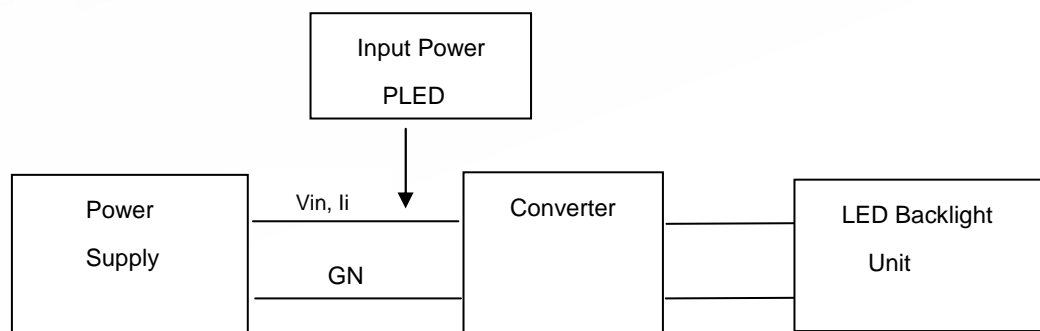 Input Power
PLED
Power
Supply
Vin, Ii
GN
Converter
LED Backlight
Unit